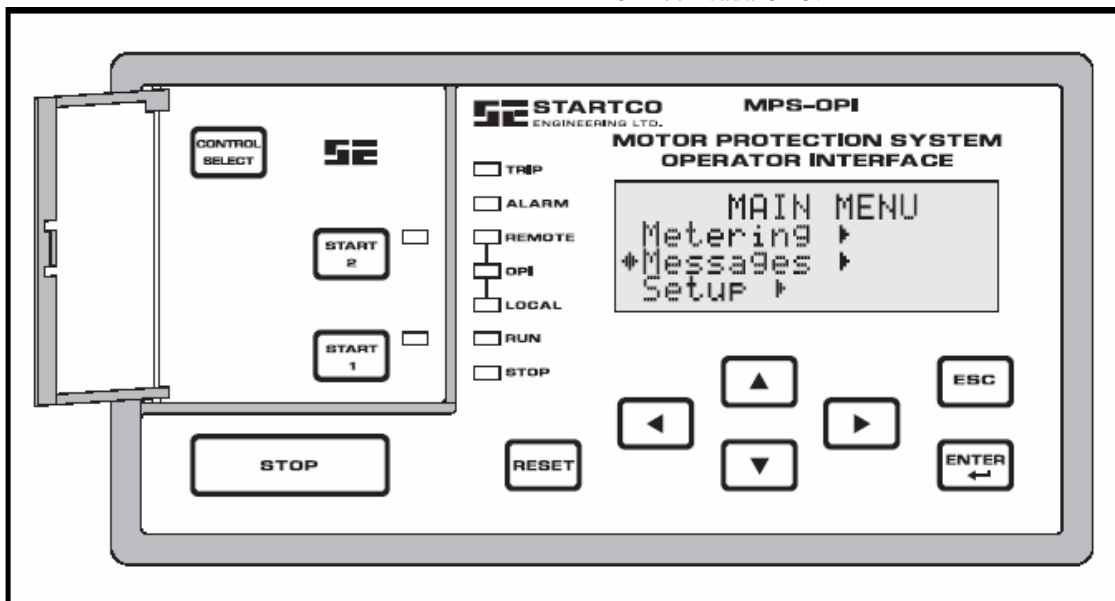 CONTROL
SELECT
START
2
START
1
STOP
SE STARTCO
ENGINEERING LTD.
MPS-OPI
MOTOR PROTECTION SYSTEM
OPERATOR INTERFACE
TRIP
ALARM
REMOTE
OPI
LOCAL
RUN
STOP
MAIN MENU
Metering
Messages
Setup
RESET
ESC
ENTER